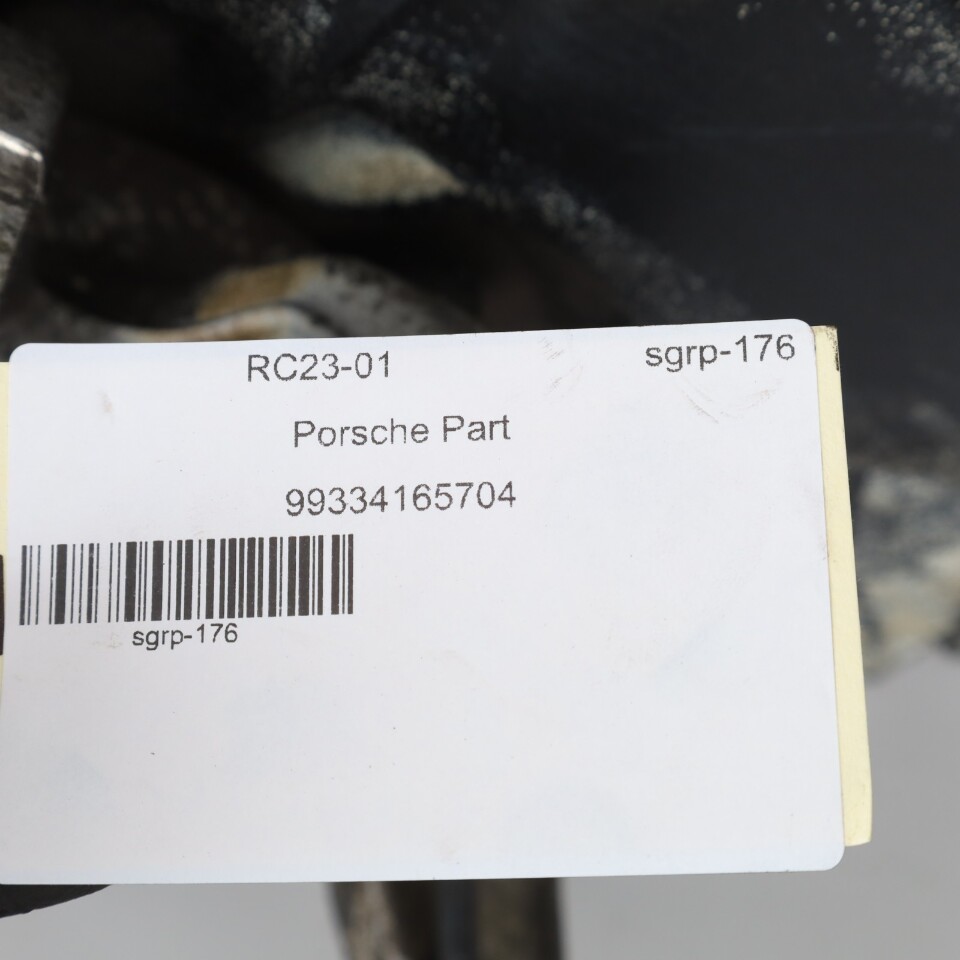 RC23-01 sgrp-176
Porsche Part
99334165704
sgrp-176